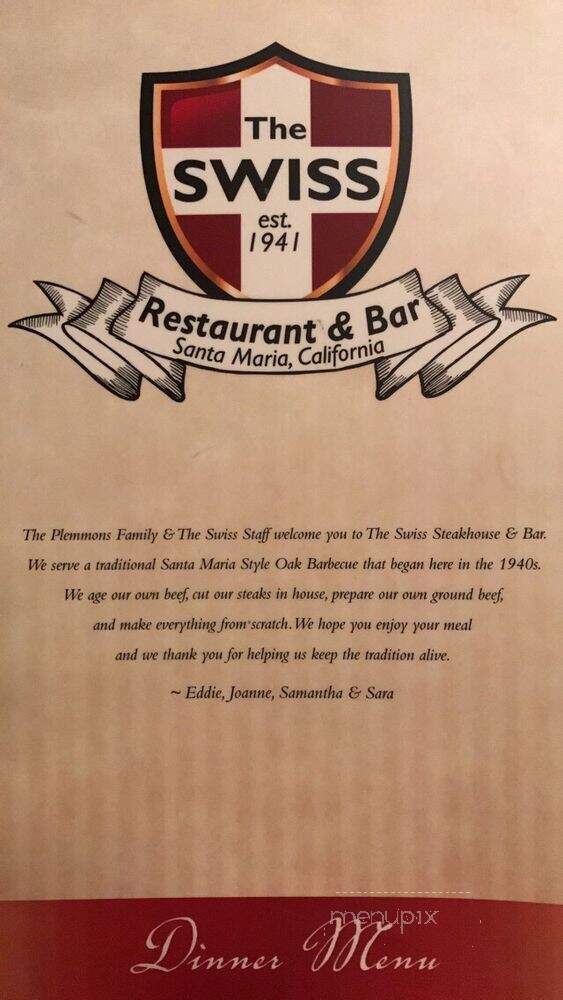 The
SWISS
est.
1941
Restaurant & Bar
Santa Maria, California
The Plemmons Family & The Swiss Staff welcome you to The Swiss Steakhouse & Bar.
We serve a traditional Santa Maria Style Oak Barbecue that began here in the 1940s.
We age our own beef, cut our steaks in house, prepare our own ground beef,
and make everything from scratch. We hope you enjoy your meal
and we thank you for helping us keep the tradition alive.
~ Eddie, Joanne, Samantha & Sara
menupix
Dinner Menu